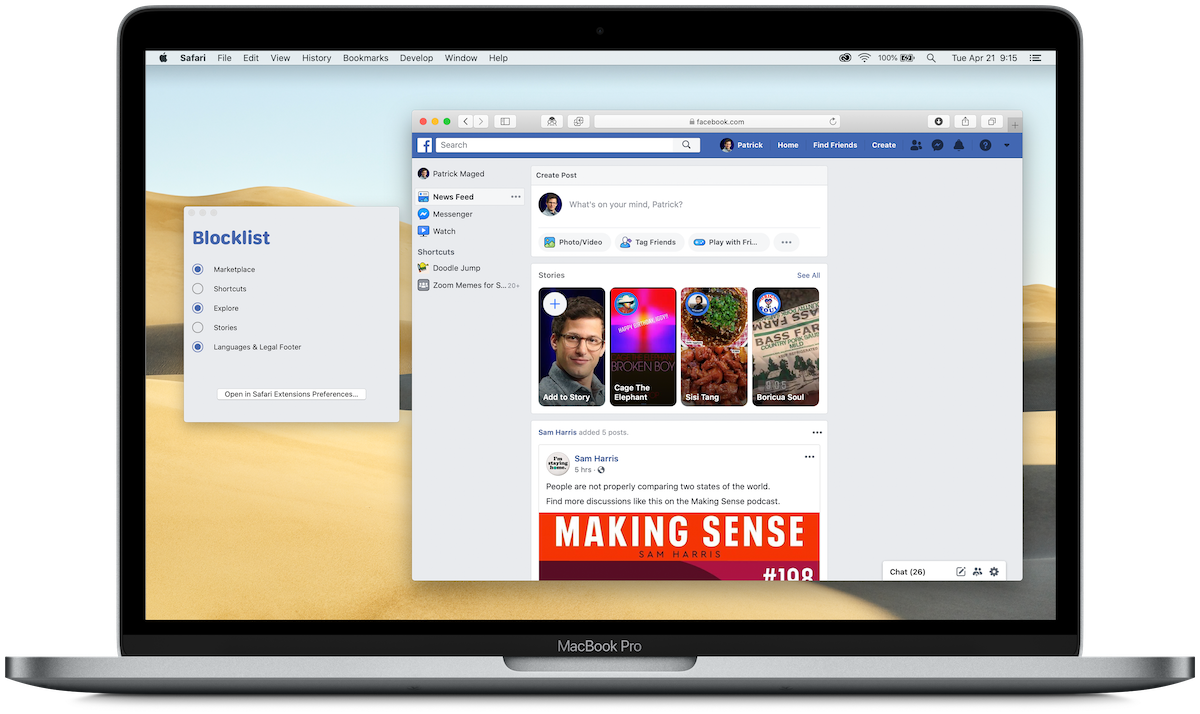 Safari File Edit View History Bookmarks Develop Window Help
100% Tue Apr 21 9:15
Blocklist
Marketplace
Shortcuts
Explore
Stories
Languages & Legal Footer
Open in Safari Extensions Preferences...
facebook.com
f Search Patrick Home Find Friends Create
Patrick Maged
News Feed
Messenger
Watch
Shortcuts
Doodle Jump
Zoom Memes for S... 20+
Create Post
What's on your mind, Patrick?
Photo/Video Tag Friends Play with Fri...
Stories See All
Add to Story
HAPPY BIRTHDAY, IGGY!
BROKEN BOY
Cage The
Elephant
Sisi Tang
BASS FARM
COUNTRY PORK SAUS
MILD
Boricua Soul
Sam Harris added 5 posts.
I'm
staying
home.
Sam Harris
5 hrs ·
People are not properly comparing two states of the world.
Find more discussions like this on the Making Sense podcast.
MAKING SENSE
SAM HARRIS
#198
Chat (26)
MacBook Pro